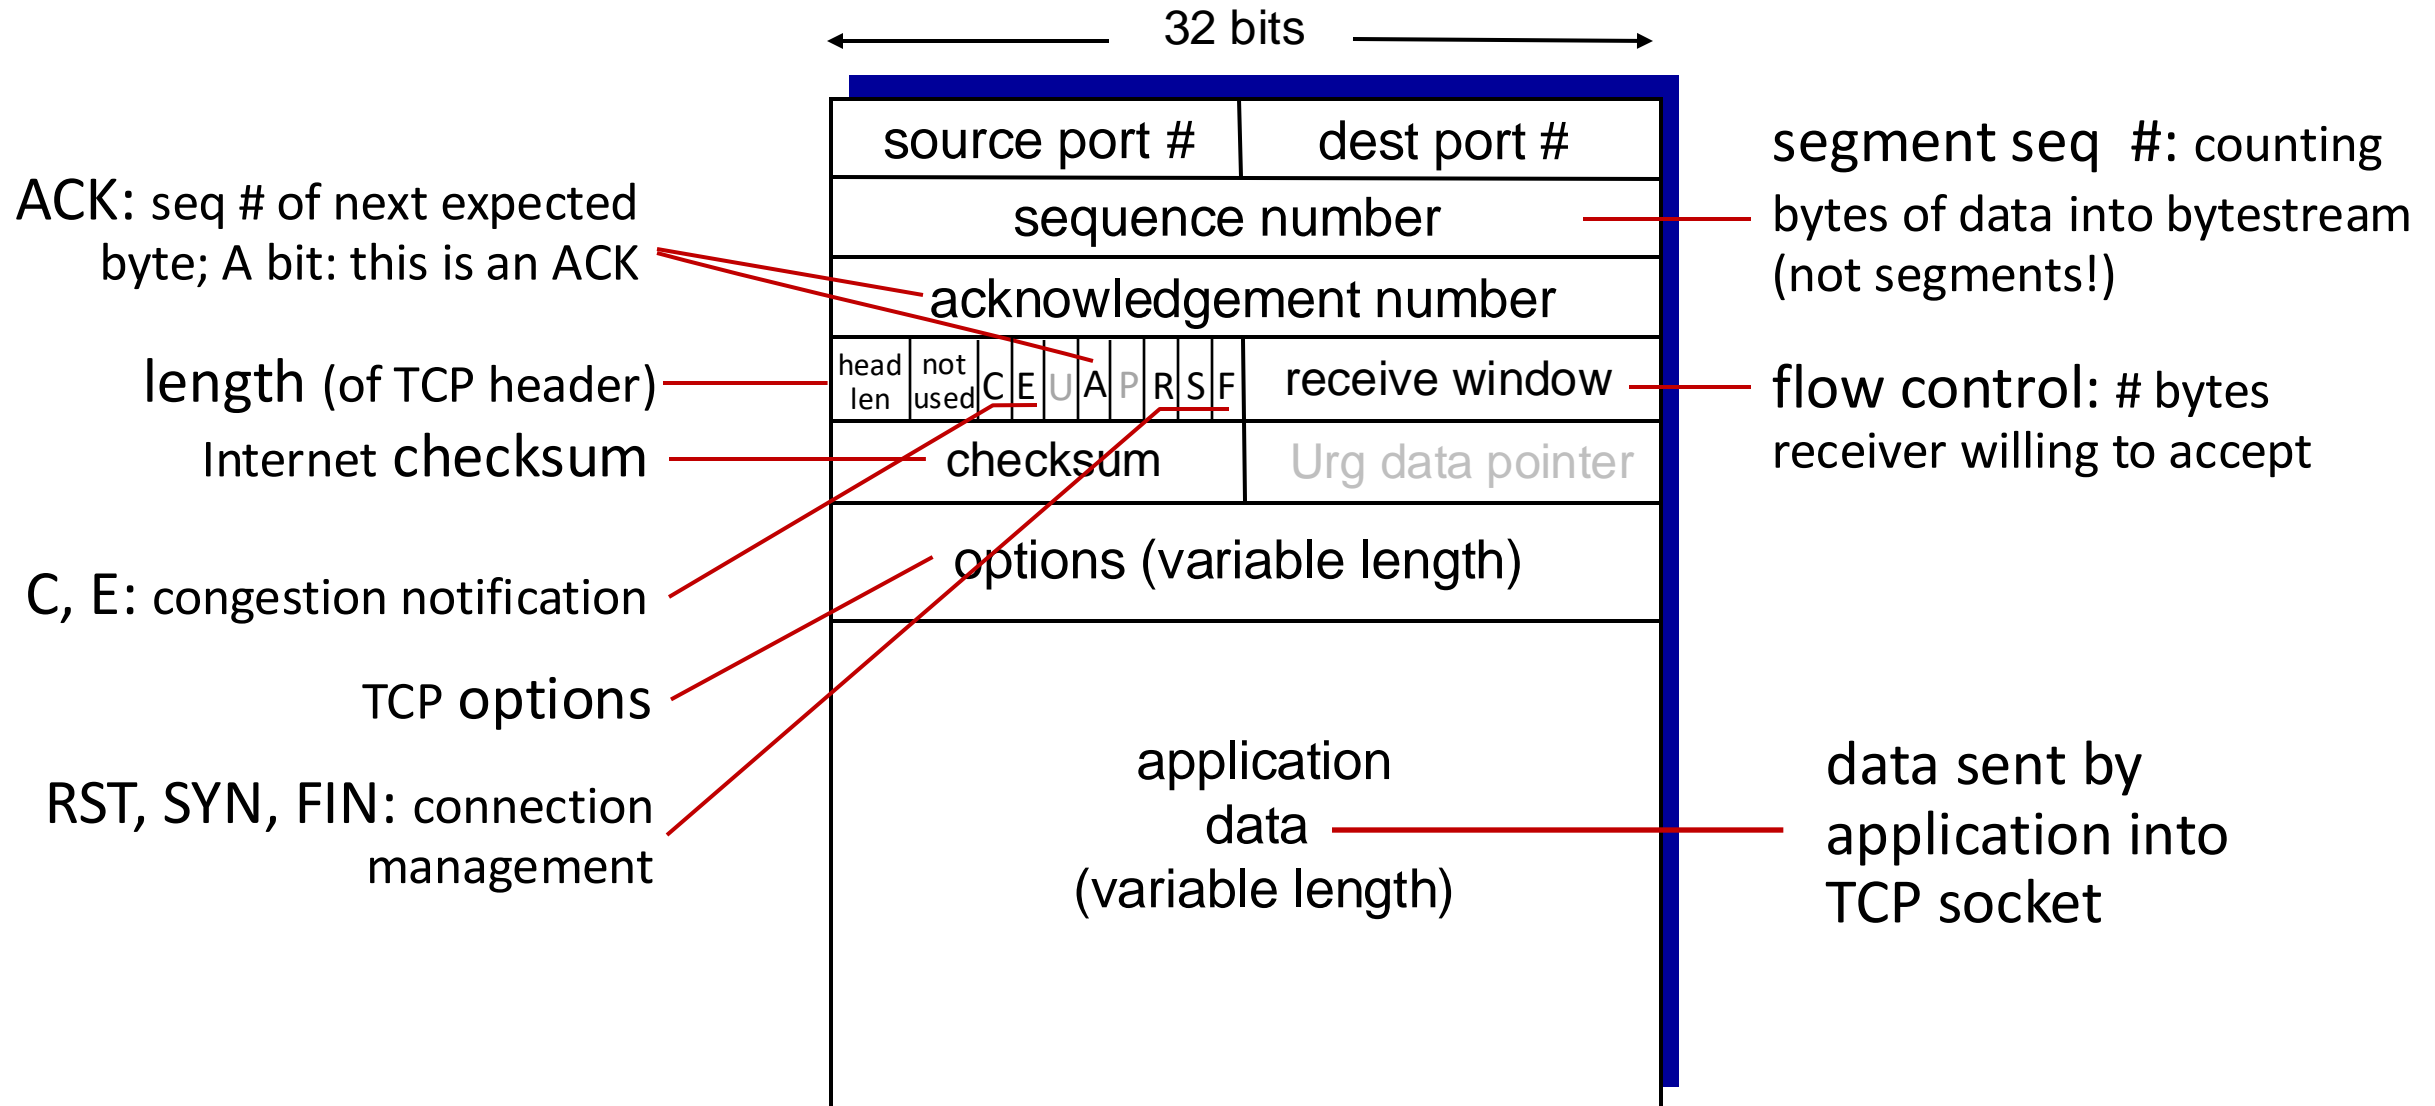 32 bits
source port # dest port #
sequence number
acknowledgement number
head len not used C E U A P R S F receive window
checksum Urg data pointer
options (variable length)
application
data
(variable length)
ACK: seq # of next expected
byte; A bit: this is an ACK
length (of TCP header)
Internet checksum
C, E: congestion notification
TCP options
RST, SYN, FIN: connection
management
segment seq #: counting
bytes of data into bytestream
(not segments!)
flow control: # bytes
receiver willing to accept
data sent by
application into
TCP socket